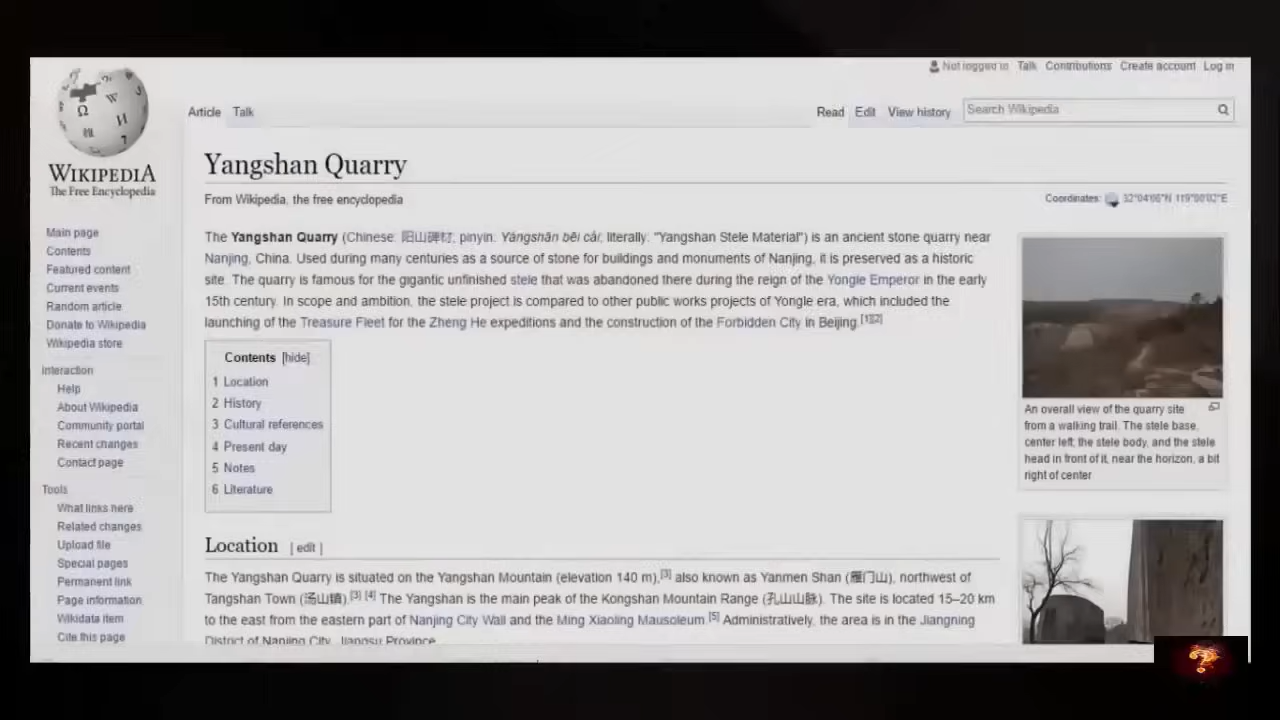 Not logged in Talk Contributions Create account Log in
Article Talk
Read Edit View history
Search Wikipedia
WIKIPEDIA
The Free Encyclopedia
Yangshan Quarry
From Wikipedia, the free encyclopedia
Coordinates: 32°04′06″N 119°00′02″E
Main page
Contents
Featured content
Current events
Random article
Donate to Wikipedia
Wikipedia store
Interaction
Help
About Wikipedia
Community portal
Recent changes
Contact page
Tools
What links here
Related changes
Upload file
Special pages
Permanent link
Page information
Wikidata item
Cite this page
The Yangshan Quarry (Chinese: 阳山碑材, pinyin: Yángshān bēi cái, literally: "Yangshan Stele Material") is an ancient stone quarry near
Nanjing, China. Used during many centuries as a source of stone for buildings and monuments of Nanjing, it is preserved as a historic
site. The quarry is famous for the gigantic unfinished stele that was abandoned there during the reign of the Yongle Emperor in the early
15th century. In scope and ambition, the stele project is compared to other public works projects of Yongle era, which included the
launching of the Treasure Fleet for the Zheng He expeditions and the construction of the Forbidden City in Beijing.[1][2]
Contents [hide]
1 Location
2 History
3 Cultural references
4 Present day
5 Notes
6 Literature
An overall view of the quarry site
from a walking trail. The stele base,
center left; the stele body, and the stele
head in front of it, near the horizon, a bit
right of center
Location [ edit ]
The Yangshan Quarry is situated on the Yangshan Mountain (elevation 140 m),[3] also known as Yanmen Shan (雁门山), northwest of
Tangshan Town (汤山镇).[3] [4] The Yangshan is the main peak of the Kongshan Mountain Range (孔山山脉). The site is located 15–20 km
to the east from the eastern part of Nanjing City Wall and the Ming Xiaoling Mausoleum.[5] Administratively, the area is in the Jiangning
District of Nanjing City, Jiangsu Province.